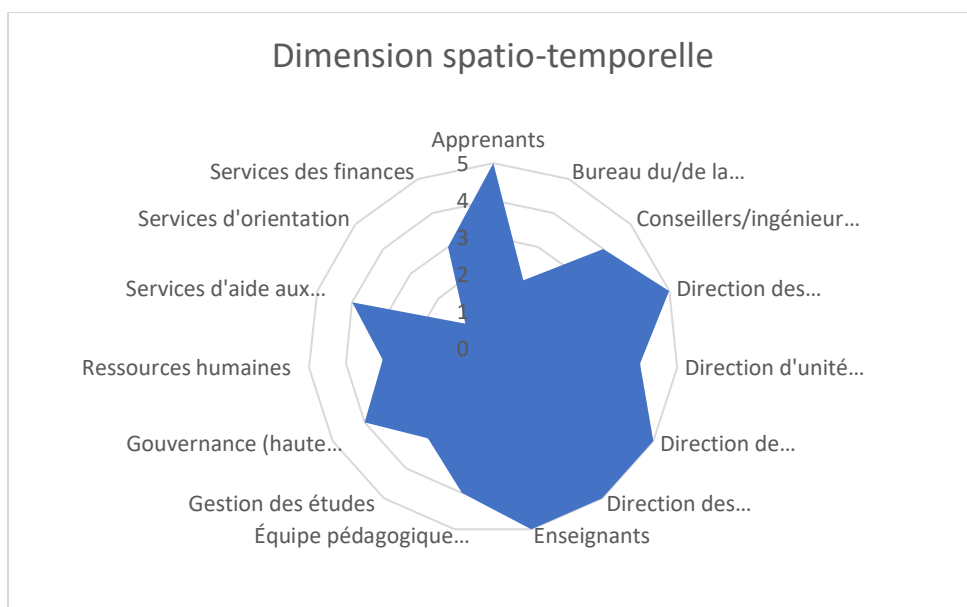 Dimension spatio-temporelle
Apprenants
Bureau du/de la...
Conseillers/ingénieur...
Direction des...
Direction d'unité...
Direction de...
Direction des...
Enseignants
Équipe pédagogique...
Gestion des études
Gouvernance (haute...
Ressources humaines
Services d'aide aux...
Services d'orientation
Services des finances
5
4
3
2
1
0